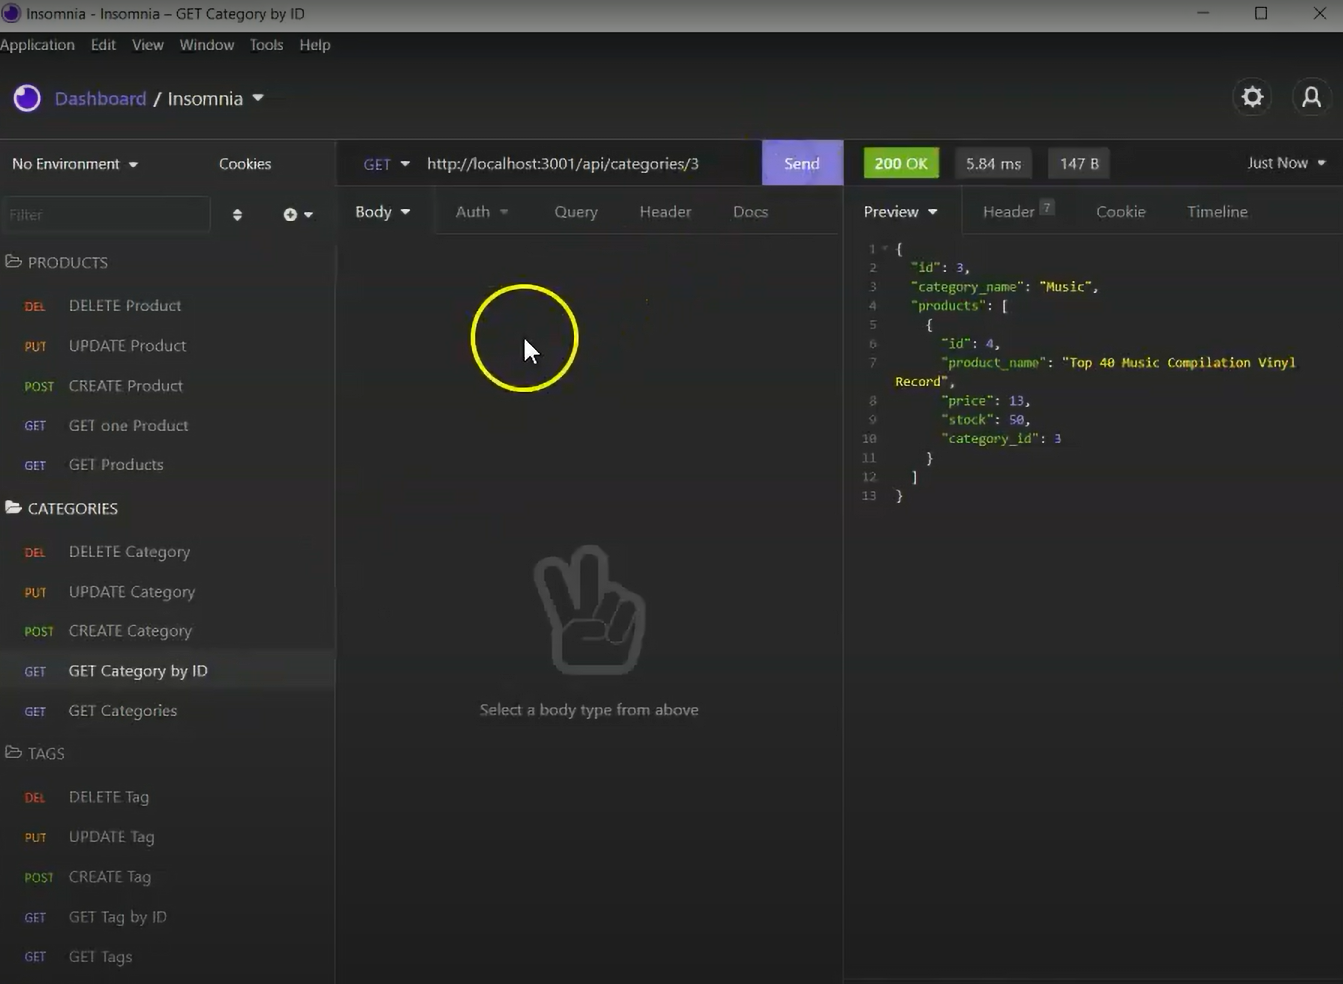 Insomnia - Insomnia – GET Category by ID
Application Edit View Window Tools Help
Dashboard / Insomnia
No Environment Cookies
Filter
PRODUCTS
DEL DELETE Product
PUT UPDATE Product
POST CREATE Product
GET GET one Product
GET GET Products
CATEGORIES
DEL DELETE Category
PUT UPDATE Category
POST CREATE Category
GET GET Category by ID
GET GET Categories
TAGS
DEL DELETE Tag
PUT UPDATE Tag
POST CREATE Tag
GET GET Tag by ID
GET GET Tags
GET http://localhost:3001/api/categories/3 Send
Body Auth Query Header Docs
Select a body type from above
200 OK 5.84 ms 147 B Just Now
Preview Header 7 Cookie Timeline
1 {
2 "id": 3,
3 "category_name": "Music",
4 "products": [
5 {
6 "id": 4,
7 "product_name": "Top 40 Music Compilation Vinyl
Record",
8 "price": 13,
9 "stock": 50,
10 "category_id": 3
11 }
12 ]
13 }